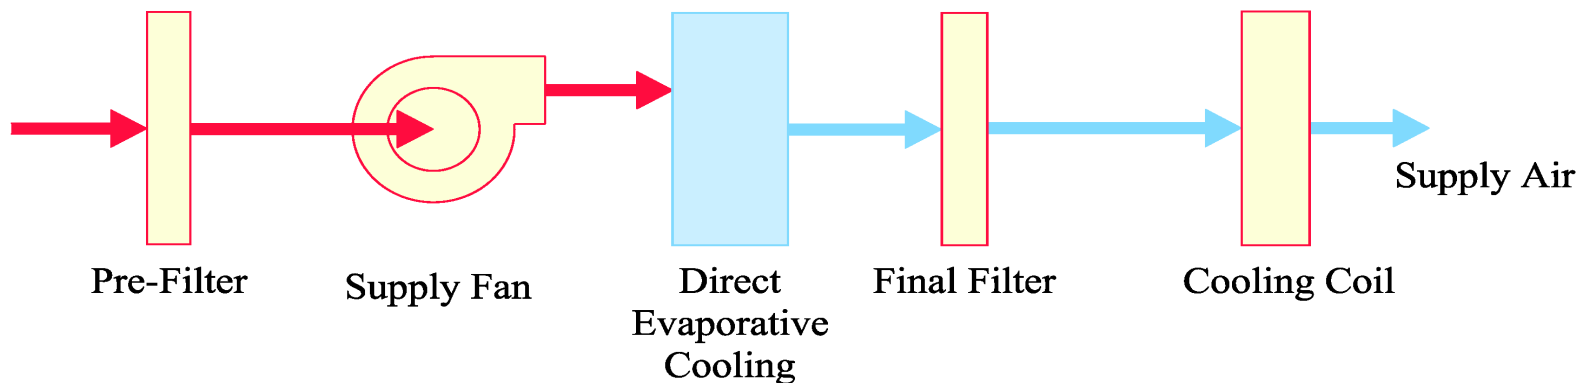 Supply Air
Pre-Filter
Supply Fan
Direct
Evaporative
Cooling
Final Filter
Cooling Coil